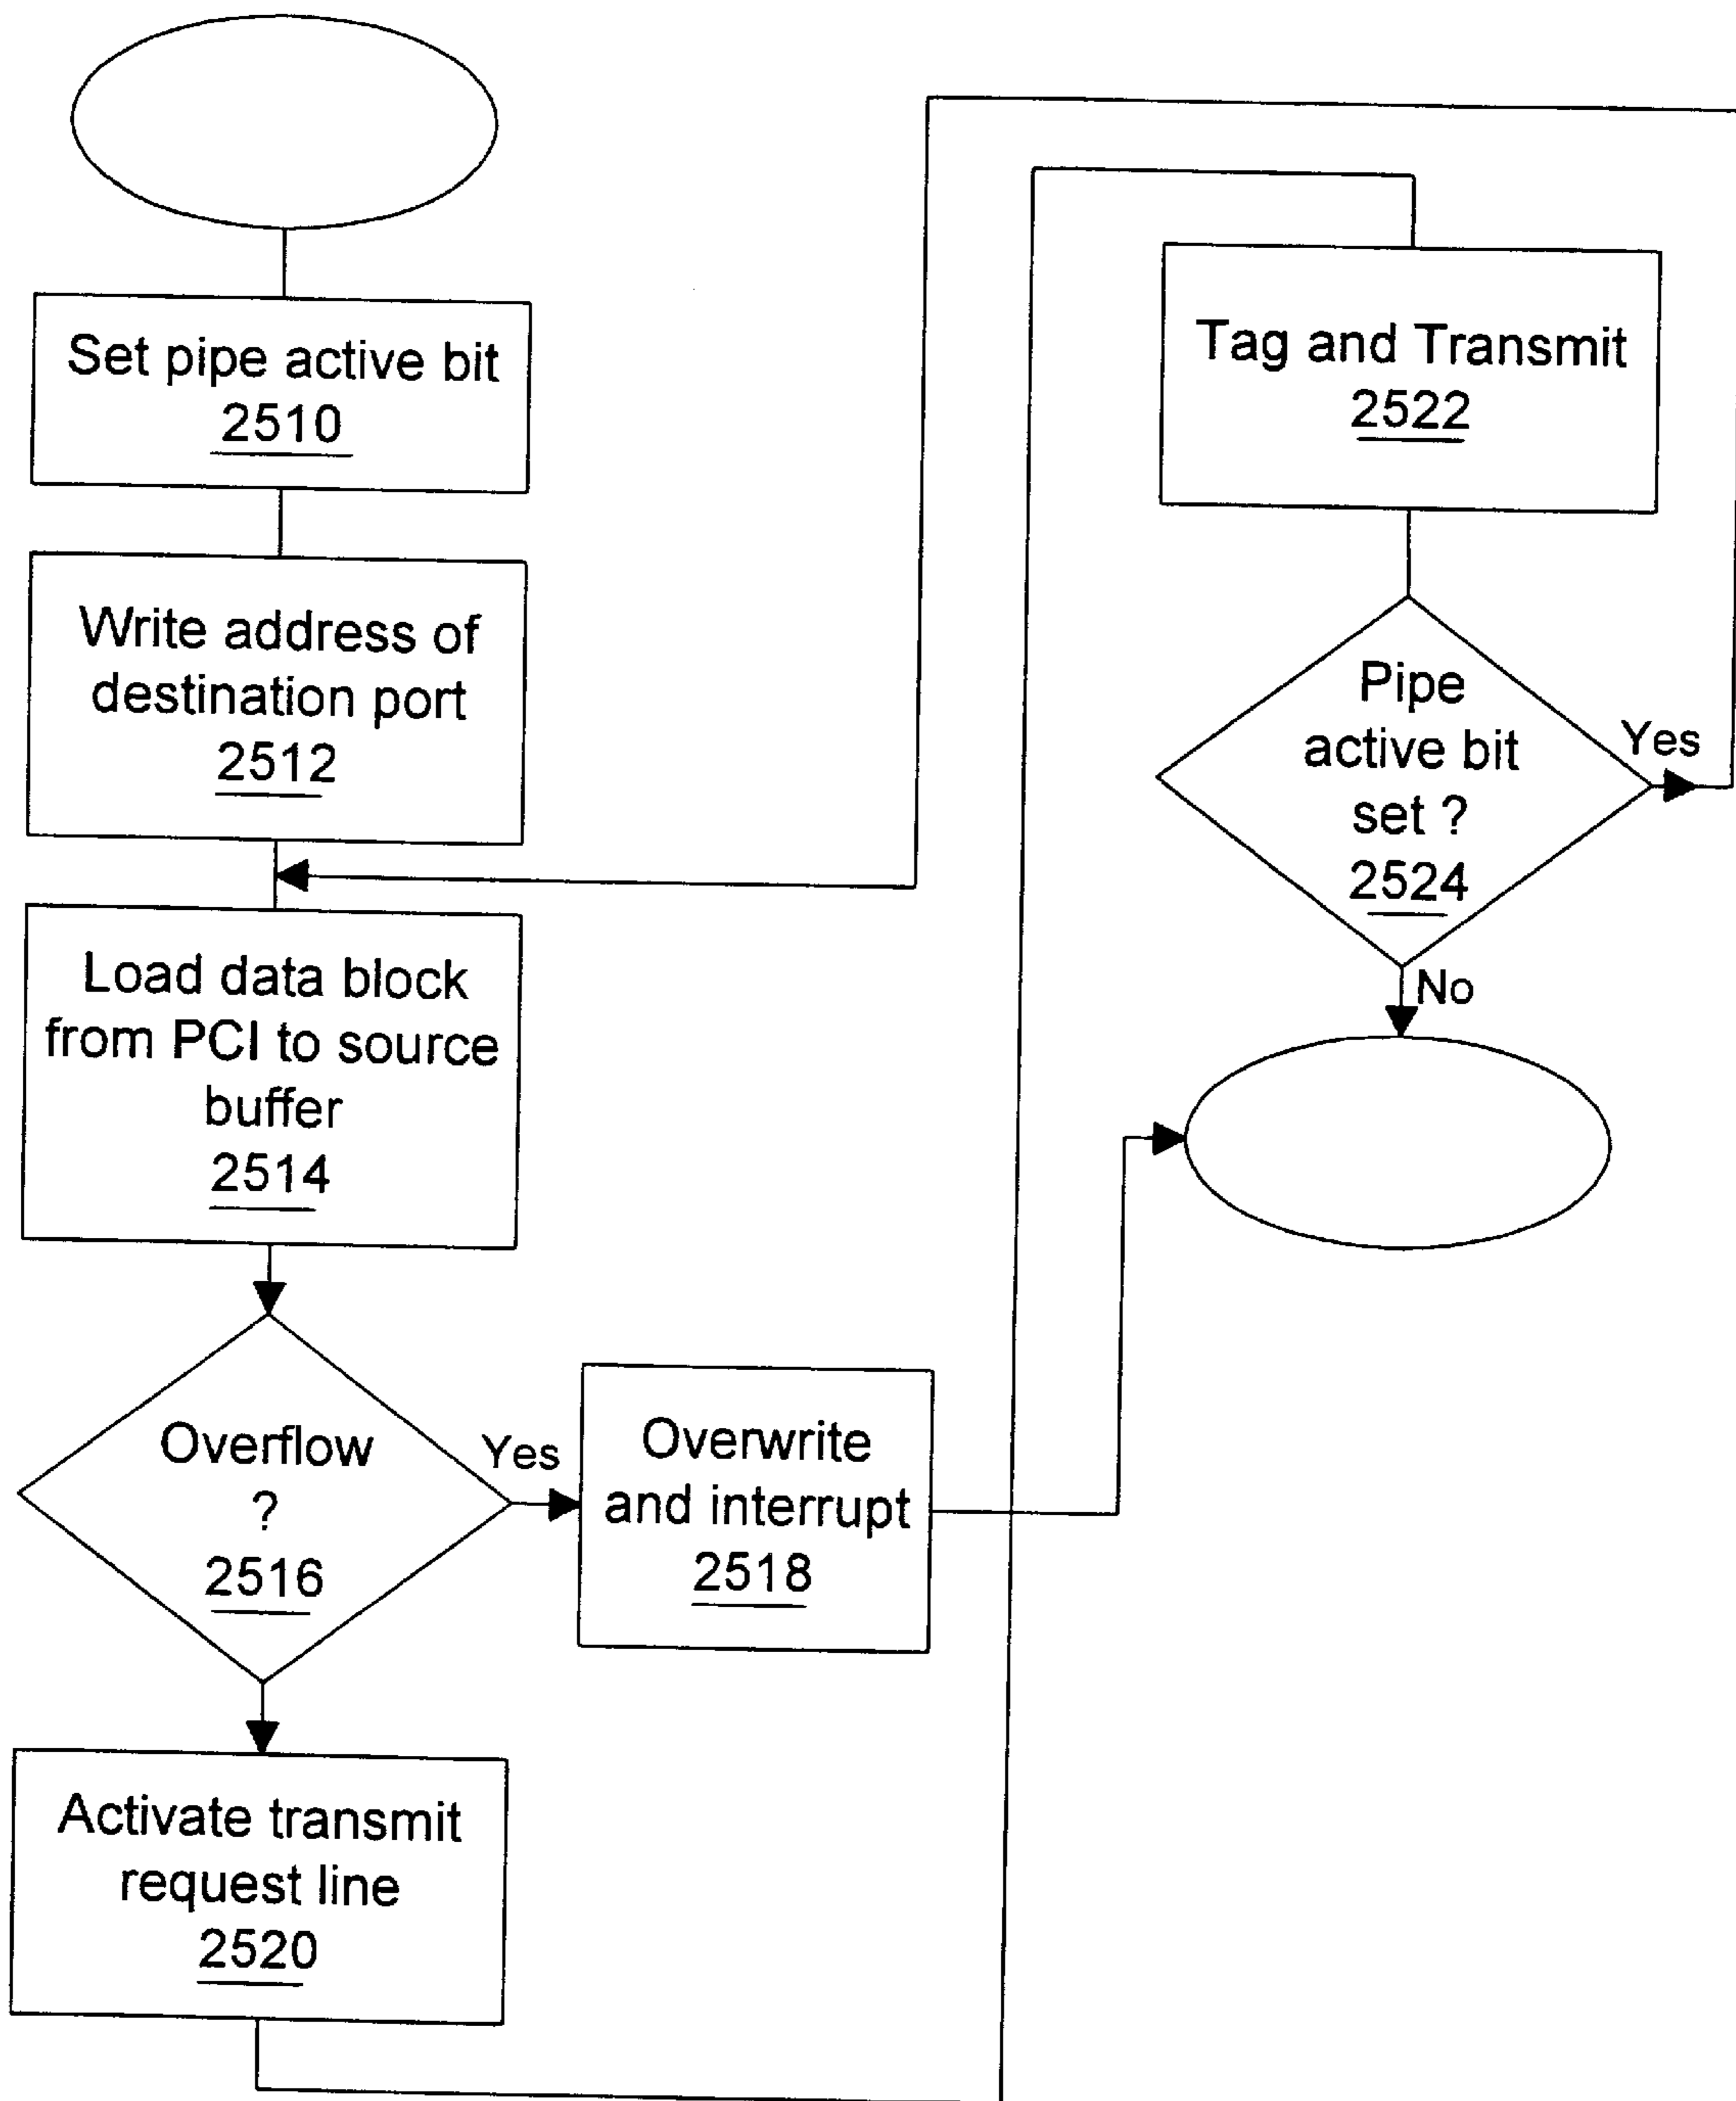 Set pipe active bit
2510
Write address of
destination port
2512
Load data block
from PCI to source
buffer
2514
Overflow
?
2516
Yes
Overwrite
and interrupt
2518
Activate transmit
request line
2520
Tag and Transmit
2522
Pipe
active bit
set ?
2524
Yes
No